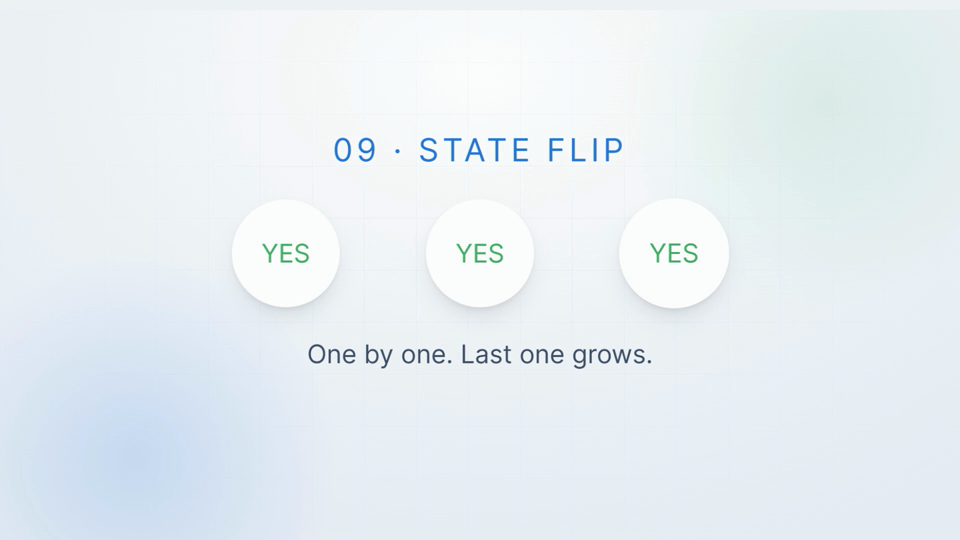 09 · STATE FLIP
YES YES YES
One by one. Last one grows.